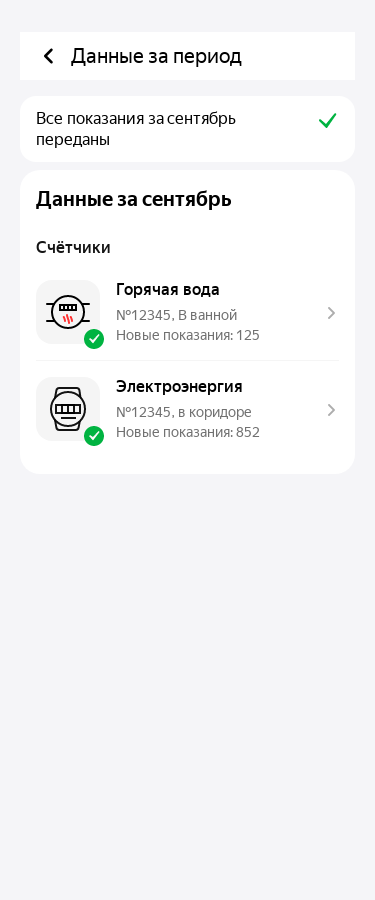 Данные за период
Все показания за сентябрь
переданы
Данные за сентябрь
Счётчики
Горячая вода
№12345, В ванной
Новые показания: 125
Электроэнергия
№12345, в коридоре
Новые показания: 852